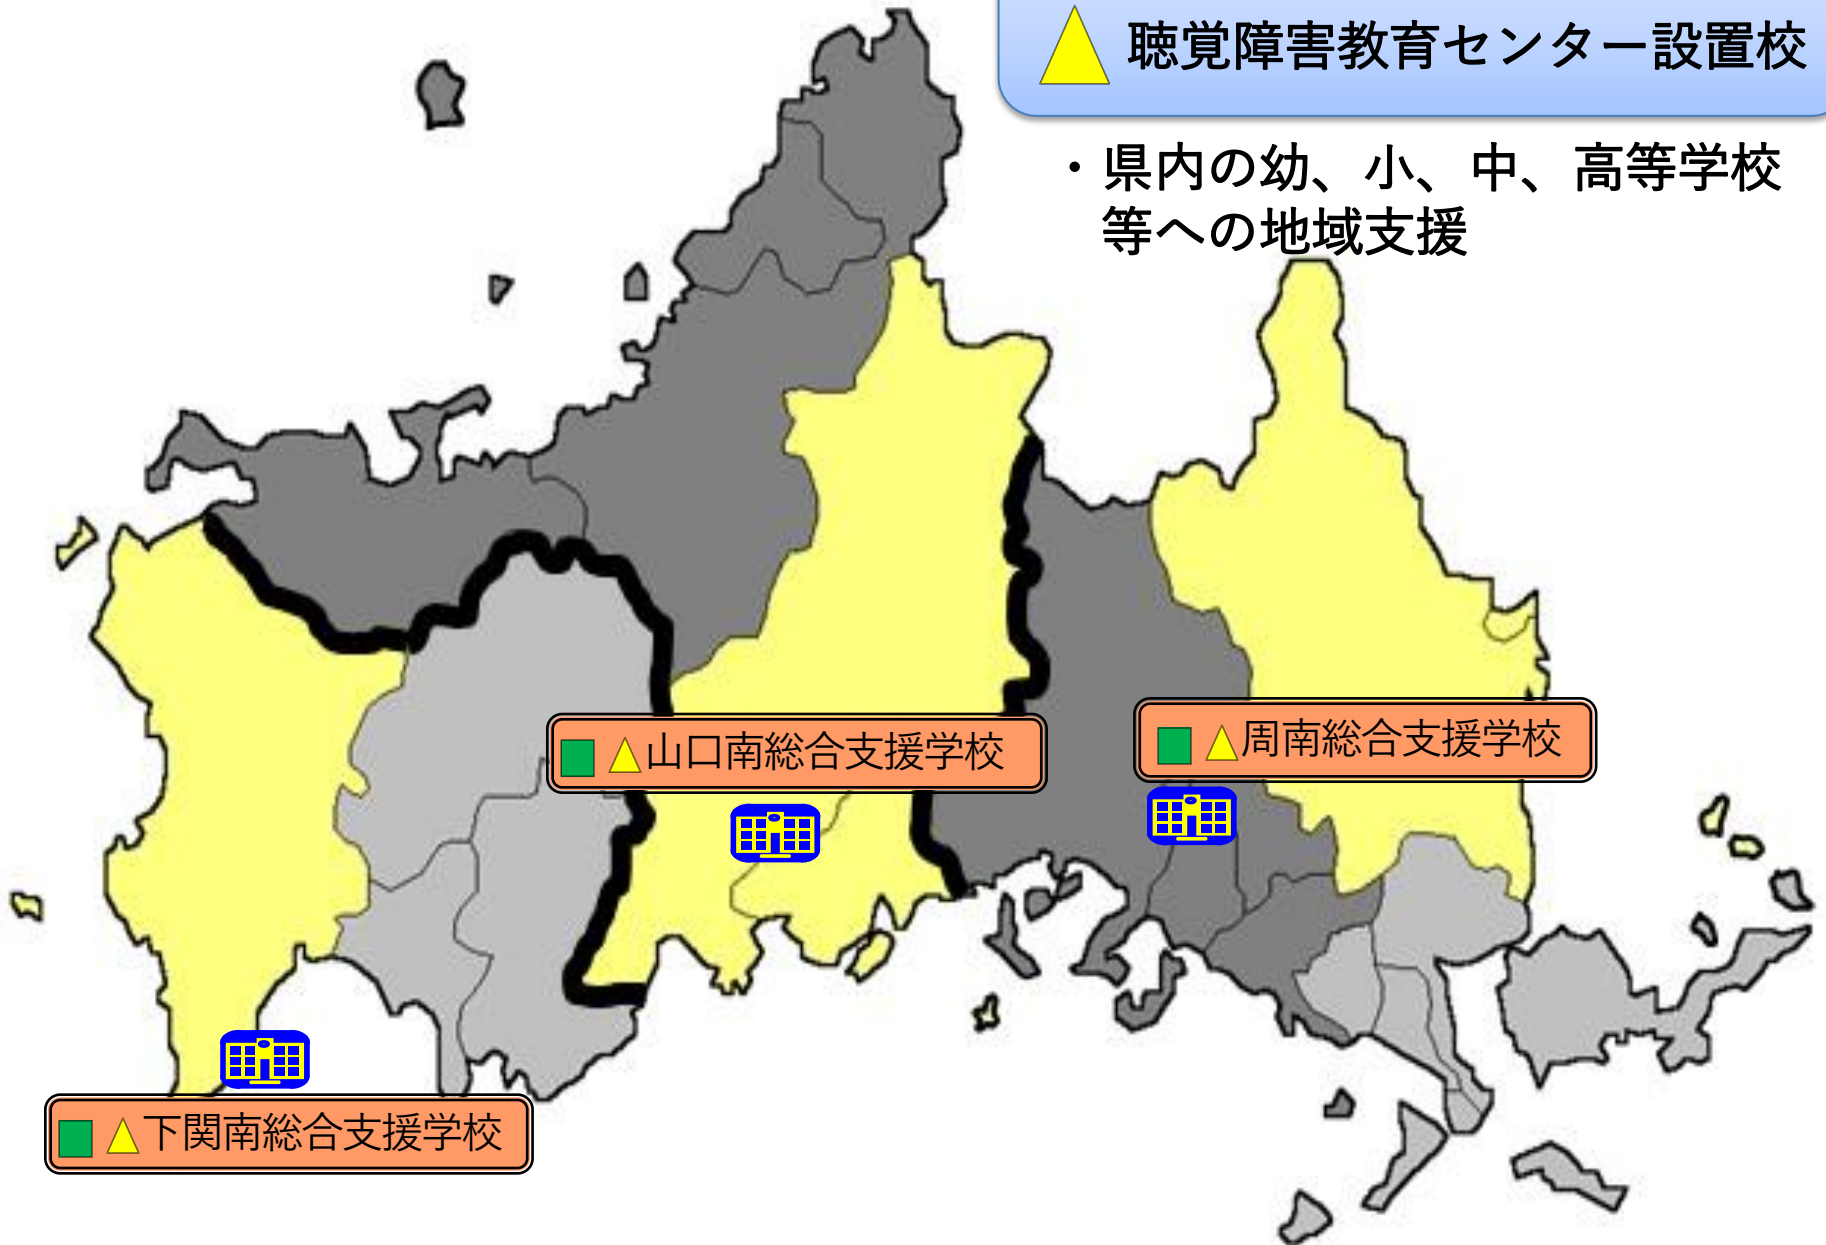 聴覚障害教育センター設置校
・県内の幼、小、中、高等学校
等への地域支援
山口南総合支援学校
周南総合支援学校
下関南総合支援学校